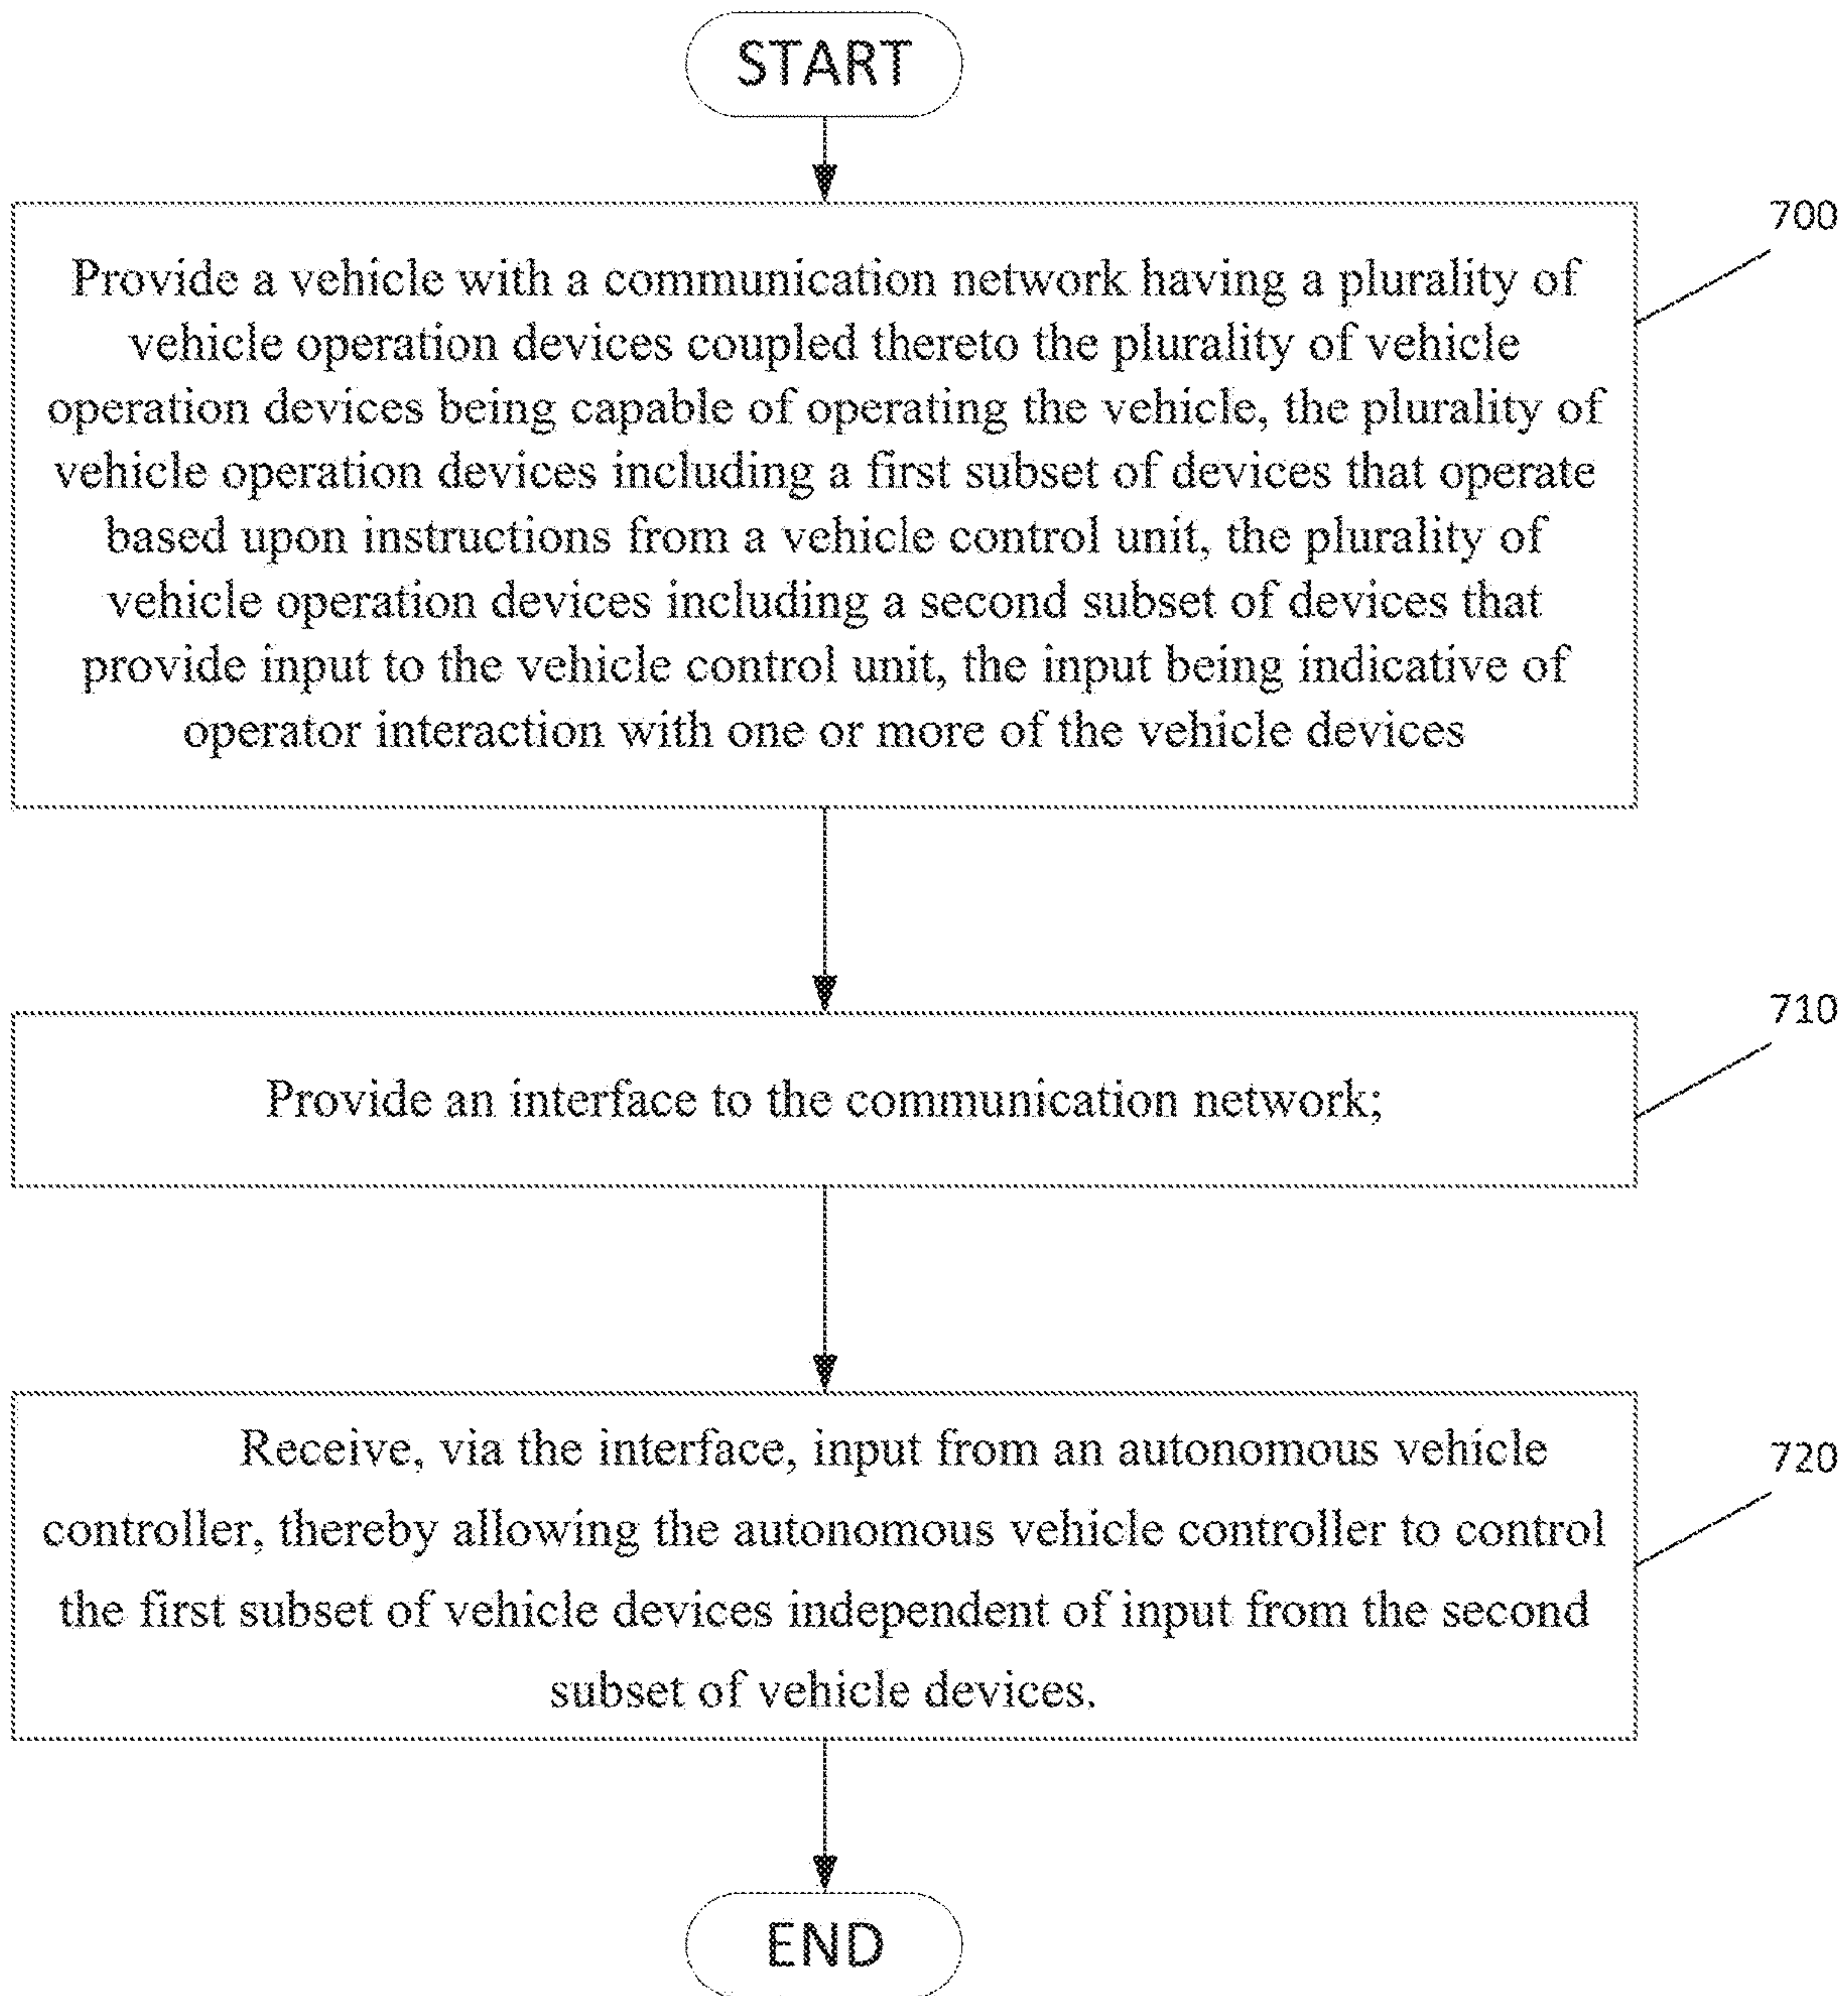 START
700
Provide a vehicle with a communication network having a plurality of
vehicle operation devices coupled thereto the plurality of vehicle
operation devices being capable of operating the vehicle, the plurality of
vehicle operation devices including a first subset of devices that operate
based upon instructions from a vehicle control unit, the plurality of
vehicle operation devices including a second subset of devices that
provide input to the vehicle control unit, the input being indicative of
operator interaction with one or more of the vehicle devices
710
Provide an interface to the communication network;
720
Receive, via the interface, input from an autonomous vehicle
controller, thereby allowing the autonomous vehicle controller to control
the first subset of vehicle devices independent of input from the second
subset of vehicle devices.
END